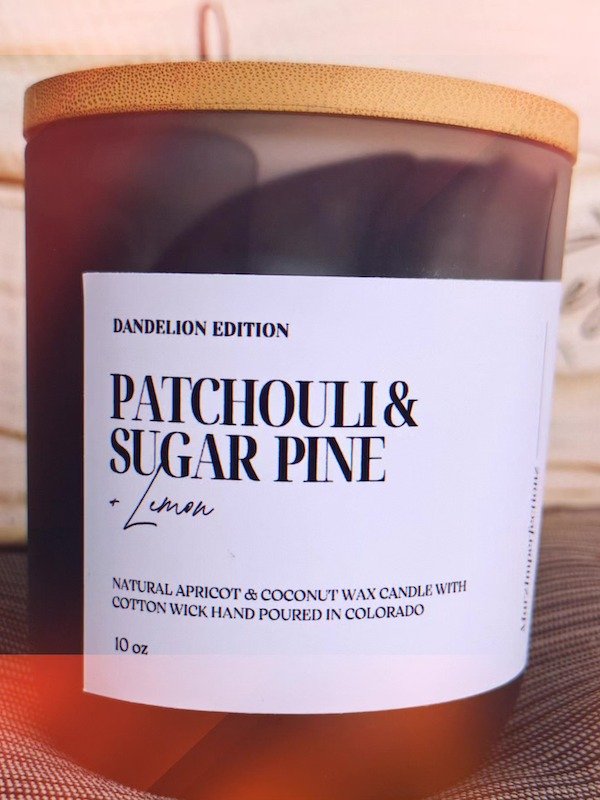 DANDELION EDITION
PATCHOULI &
SUGAR PINE
+ Lemon
NATURAL APRICOT & COCONUT WAX CANDLE WITH
COTTON WICK HAND POURED IN COLORADO
10 oz